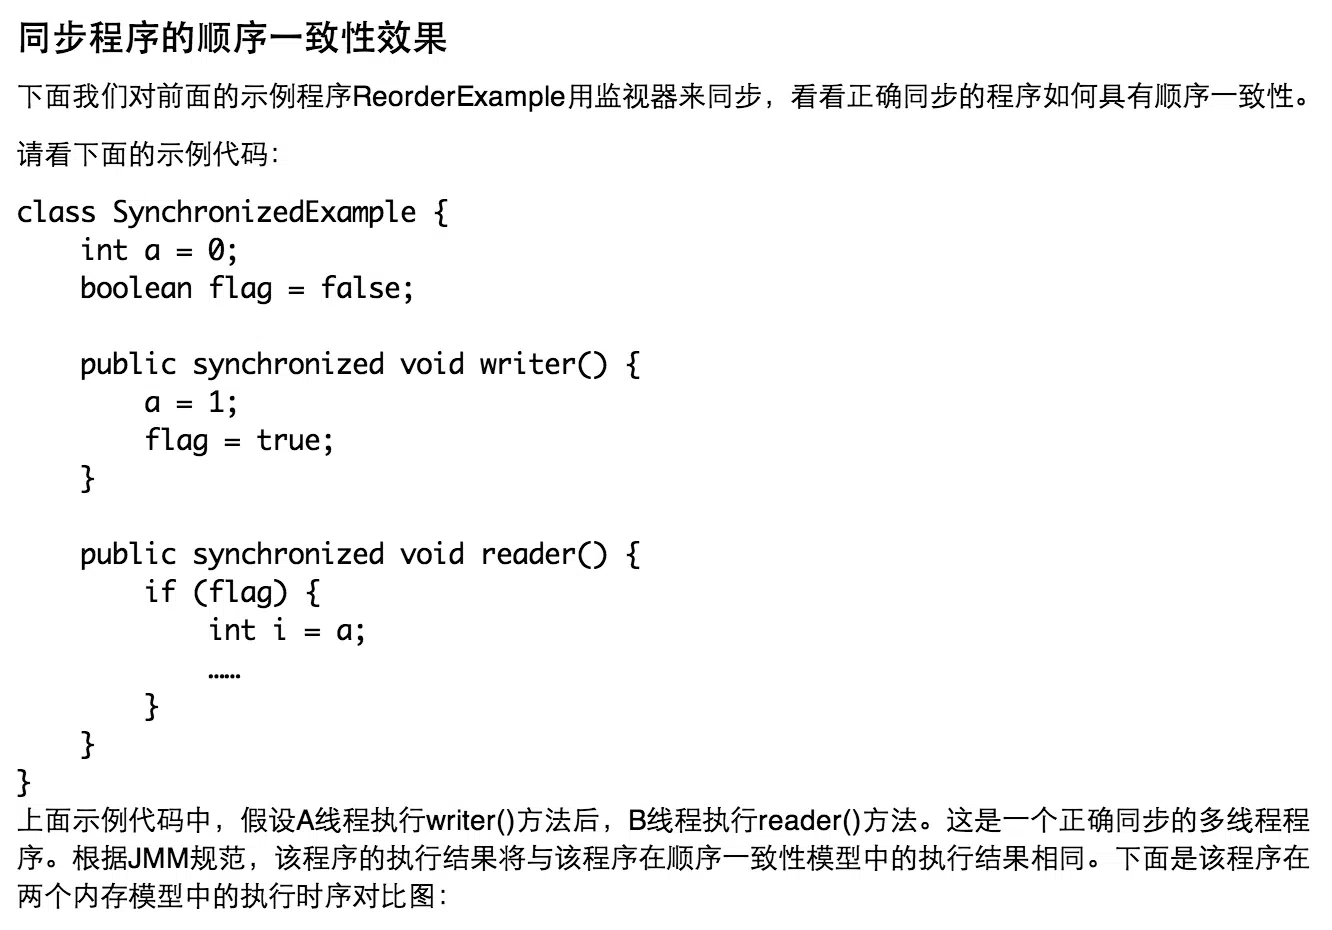 同步程序的顺序一致性效果
下面我们对前面的示例程序ReorderExample用监视器来同步，看看正确同步的程序如何具有顺序一致性。
请看下面的示例代码：
class SynchronizedExample {
    int a = 0;
    boolean flag = false;

    public synchronized void writer() {
        a = 1;
        flag = true;
    }

    public synchronized void reader() {
        if (flag) {
            int i = a;
            ……
        }
    }
}
上面示例代码中，假设A线程执行writer()方法后，B线程执行reader()方法。这是一个正确同步的多线程程
序。根据JMM规范，该程序的执行结果将与该程序在顺序一致性模型中的执行结果相同。下面是该程序在
两个内存模型中的执行时序对比图：